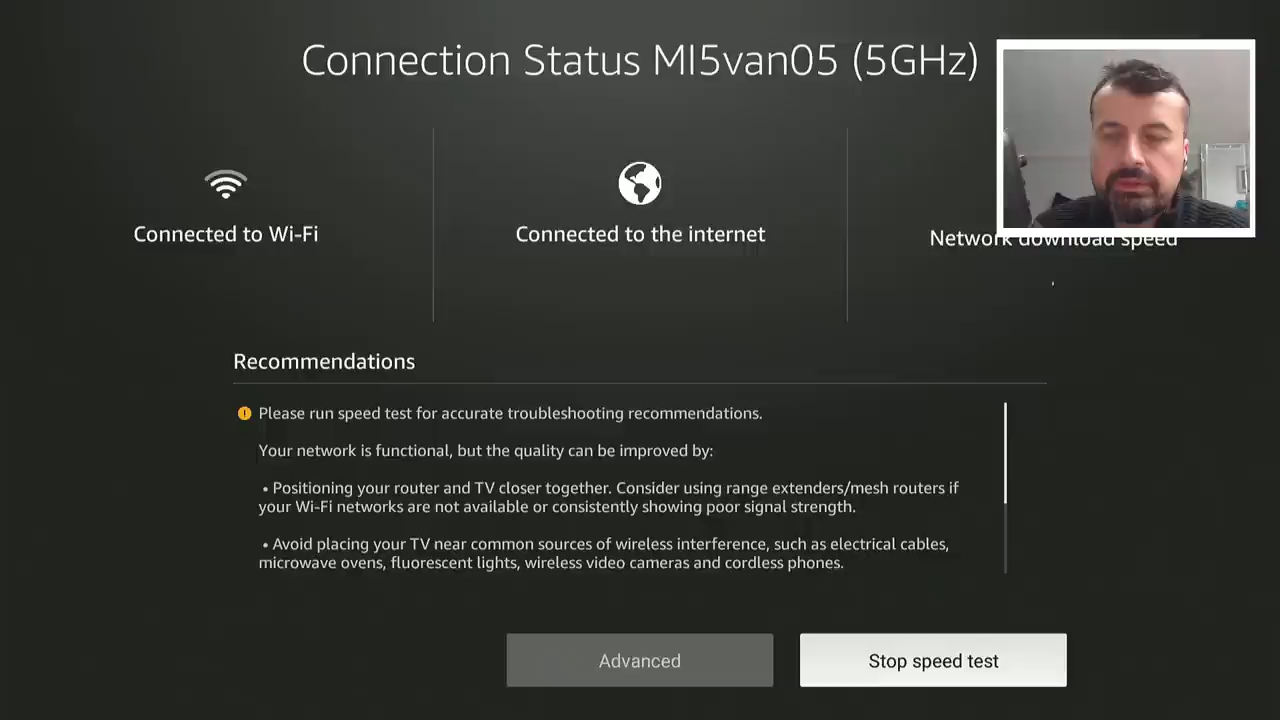 Connection Status MI5van05 (5GHz)
Connected to Wi-Fi
Connected to the internet
Network download speed
Recommendations
Please run speed test for accurate troubleshooting recommendations.
Your network is functional, but the quality can be improved by:
• Positioning your router and TV closer together. Consider using range extenders/mesh routers if
your Wi-Fi networks are not available or consistently showing poor signal strength.
• Avoid placing your TV near common sources of wireless interference, such as electrical cables,
microwave ovens, fluorescent lights, wireless video cameras and cordless phones.
Advanced
Stop speed test